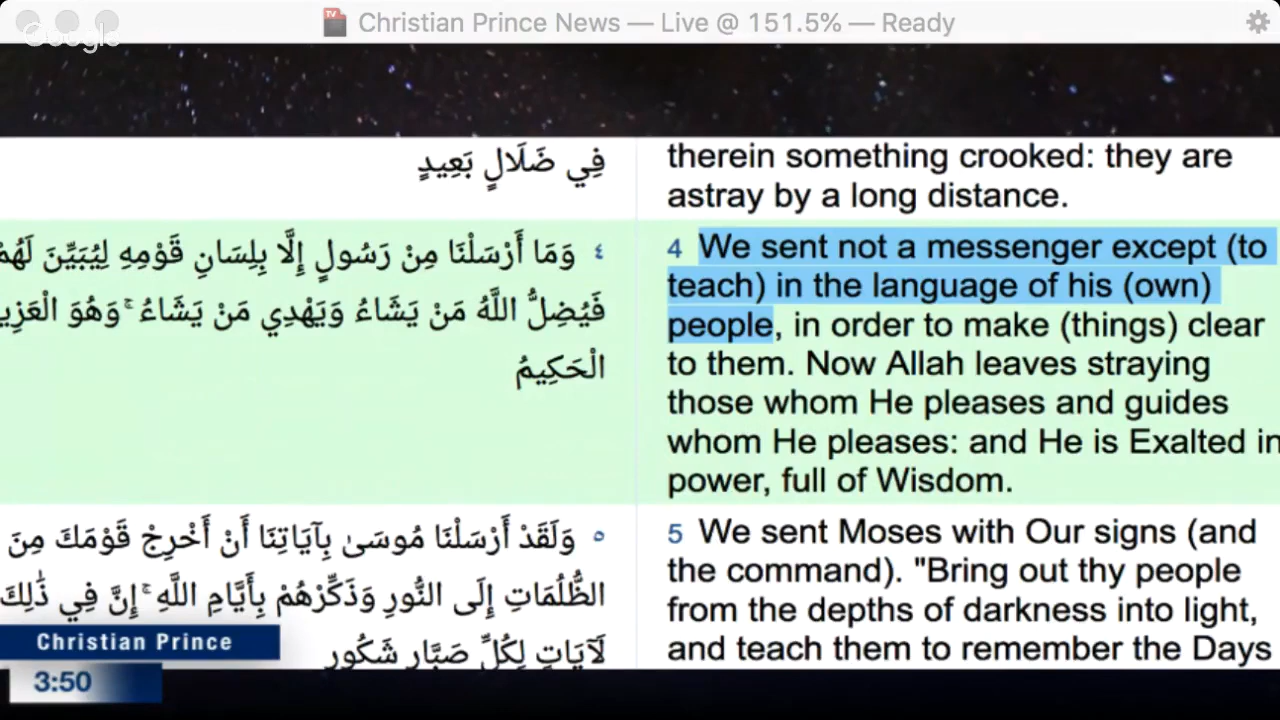 Christian Prince News — Live @ 151.5% — Ready
Google
فِي ضَلَالٍ بَعِيدٍ
٤ وَمَا أَرْسَلْنَا مِنْ رَسُولٍ إِلَّا بِلِسَانِ قَوْمِهِ لِيُبَيِّنَ لَهُمْ
فَيُضِلُّ اللَّهُ مَنْ يَشَاءُ وَيَهْدِي مَنْ يَشَاءُ ۚ وَهُوَ
الْحَكِيمُ
٥ وَلَقَدْ أَرْسَلْنَا مُوسَىٰ بِآيَاتِنَا أَنْ أَخْرِجْ قَوْمَكَ مِنَ
الظُّلُمَاتِ إِلَى النُّورِ وَذَكِّرْهُمْ بِأَيَّامِ اللَّهِ ۚ إِنَّ فِي ذَٰلِكَ
لَآيَاتٍ لِكُلِّ صَبَّارٍ شَكُورٍ
therein something crooked: they are
astray by a long distance.
4 We sent not a messenger except (to
teach) in the language of his (own)
people, in order to make (things) clear
to them. Now Allah leaves straying
those whom He pleases and guides
whom He pleases: and He is Exalted in
power, full of Wisdom.
5 We sent Moses with Our signs (and
the command). "Bring out thy people
from the depths of darkness into light,
and teach them to remember the Days
Christian Prince
3:50